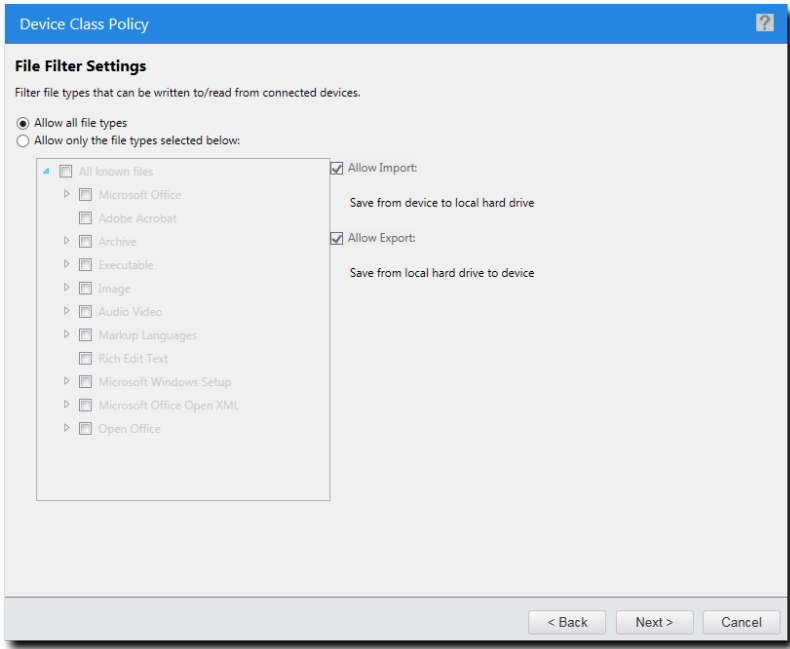 Device Class Policy
?
File Filter Settings
Filter file types that can be written to/read from connected devices.
Allow all file types
Allow only the file types selected below:
All known files
Microsoft Office
Adobe Acrobat
Archive
Executable
Image
Audio Video
Markup Languages
Rich Edit Text
Microsoft Windows Setup
Microsoft Office Open XML
Open Office
Allow Import:
Save from device to local hard drive
Allow Export:
Save from local hard drive to device
< Back
Next >
Cancel